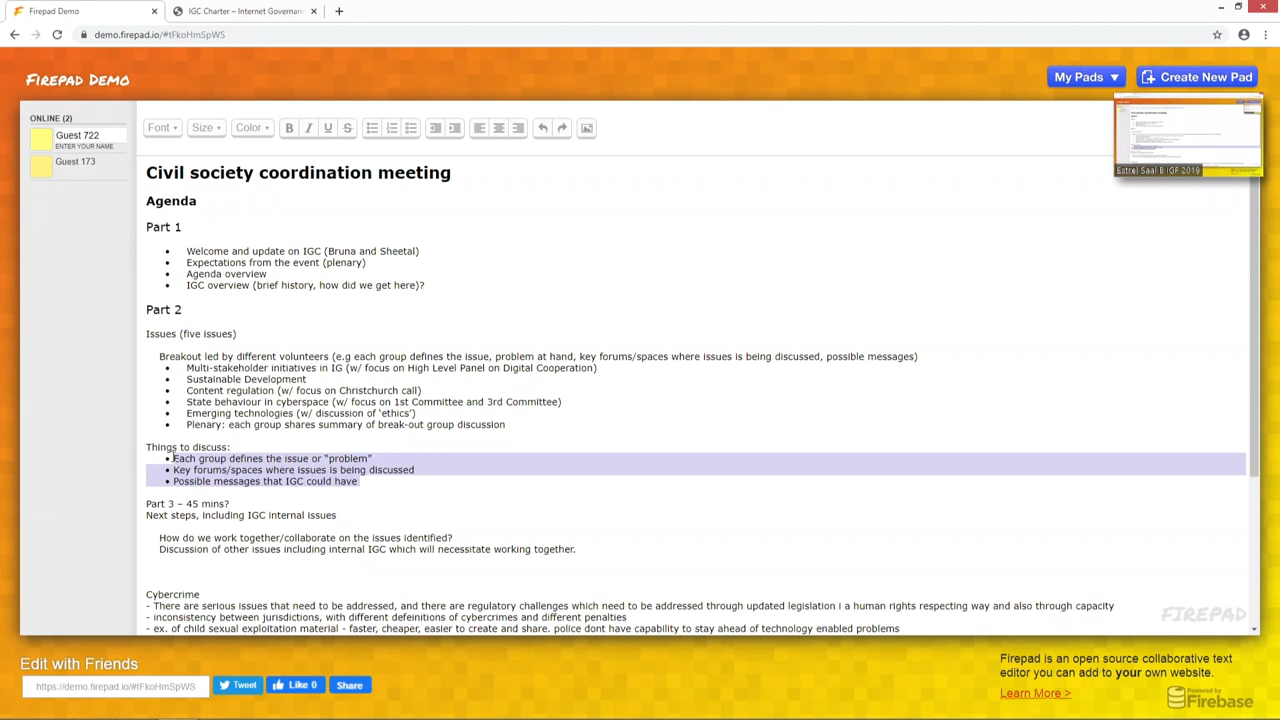 Firepad Demo
IGC Charter – Internet Governan
demo.firepad.io/#tFkoHmSpWS
FIREPAD DEMO
My Pads ▼
Create New Pad
ONLINE (2)
Guest 722
ENTER YOUR NAME
Guest 173
Font
Size
Color
B I U S
Estrel Saal B IGF 2019
Civil society coordination meeting
Agenda
Part 1
• Welcome and update on IGC (Bruna and Sheetal)
• Expectations from the event (plenary)
• Agenda overview
• IGC overview (brief history, how did we get here)?
Part 2
Issues (five issues)
Breakout led by different volunteers (e.g each group defines the issue, problem at hand, key forums/spaces where issues is being discussed, possible messages)
• Multi-stakeholder initiatives in IG (w/ focus on High Level Panel on Digital Cooperation)
• Sustainable Development
• Content regulation (w/ focus on Christchurch call)
• State behaviour in cyberspace (w/ focus on 1st Committee and 3rd Committee)
• Emerging technologies (w/ discussion of ‘ethics’)
• Plenary: each group shares summary of break-out group discussion
Things to discuss:
• Each group defines the issue or “problem”
• Key forums/spaces where issues is being discussed
• Possible messages that IGC could have
Part 3 – 45 mins?
Next steps, including IGC internal issues
How do we work together/collaborate on the issues identified?
Discussion of other issues including internal IGC which will necessitate working together.
Cybercrime
- There are serious issues that need to be addressed, and there are regulatory challenges which need to be addressed through updated legislation i a human rights respecting way and also through capacity
- inconsistency between jurisdictions, with different defeinitions of cybercrimes and different penalties
- ex. of child sexual exploitation material - faster, cheaper, easier to create and share. police dont have capability to stay ahead of technology enabled problems
FIREPAD
Edit with Friends
https://demo.firepad.io/#tFkoHmSpWS
Tweet
Like 0
Share
Firepad is an open source collaborative text
editor you can add to your own website.
Learn More >
Powered by
Firebase